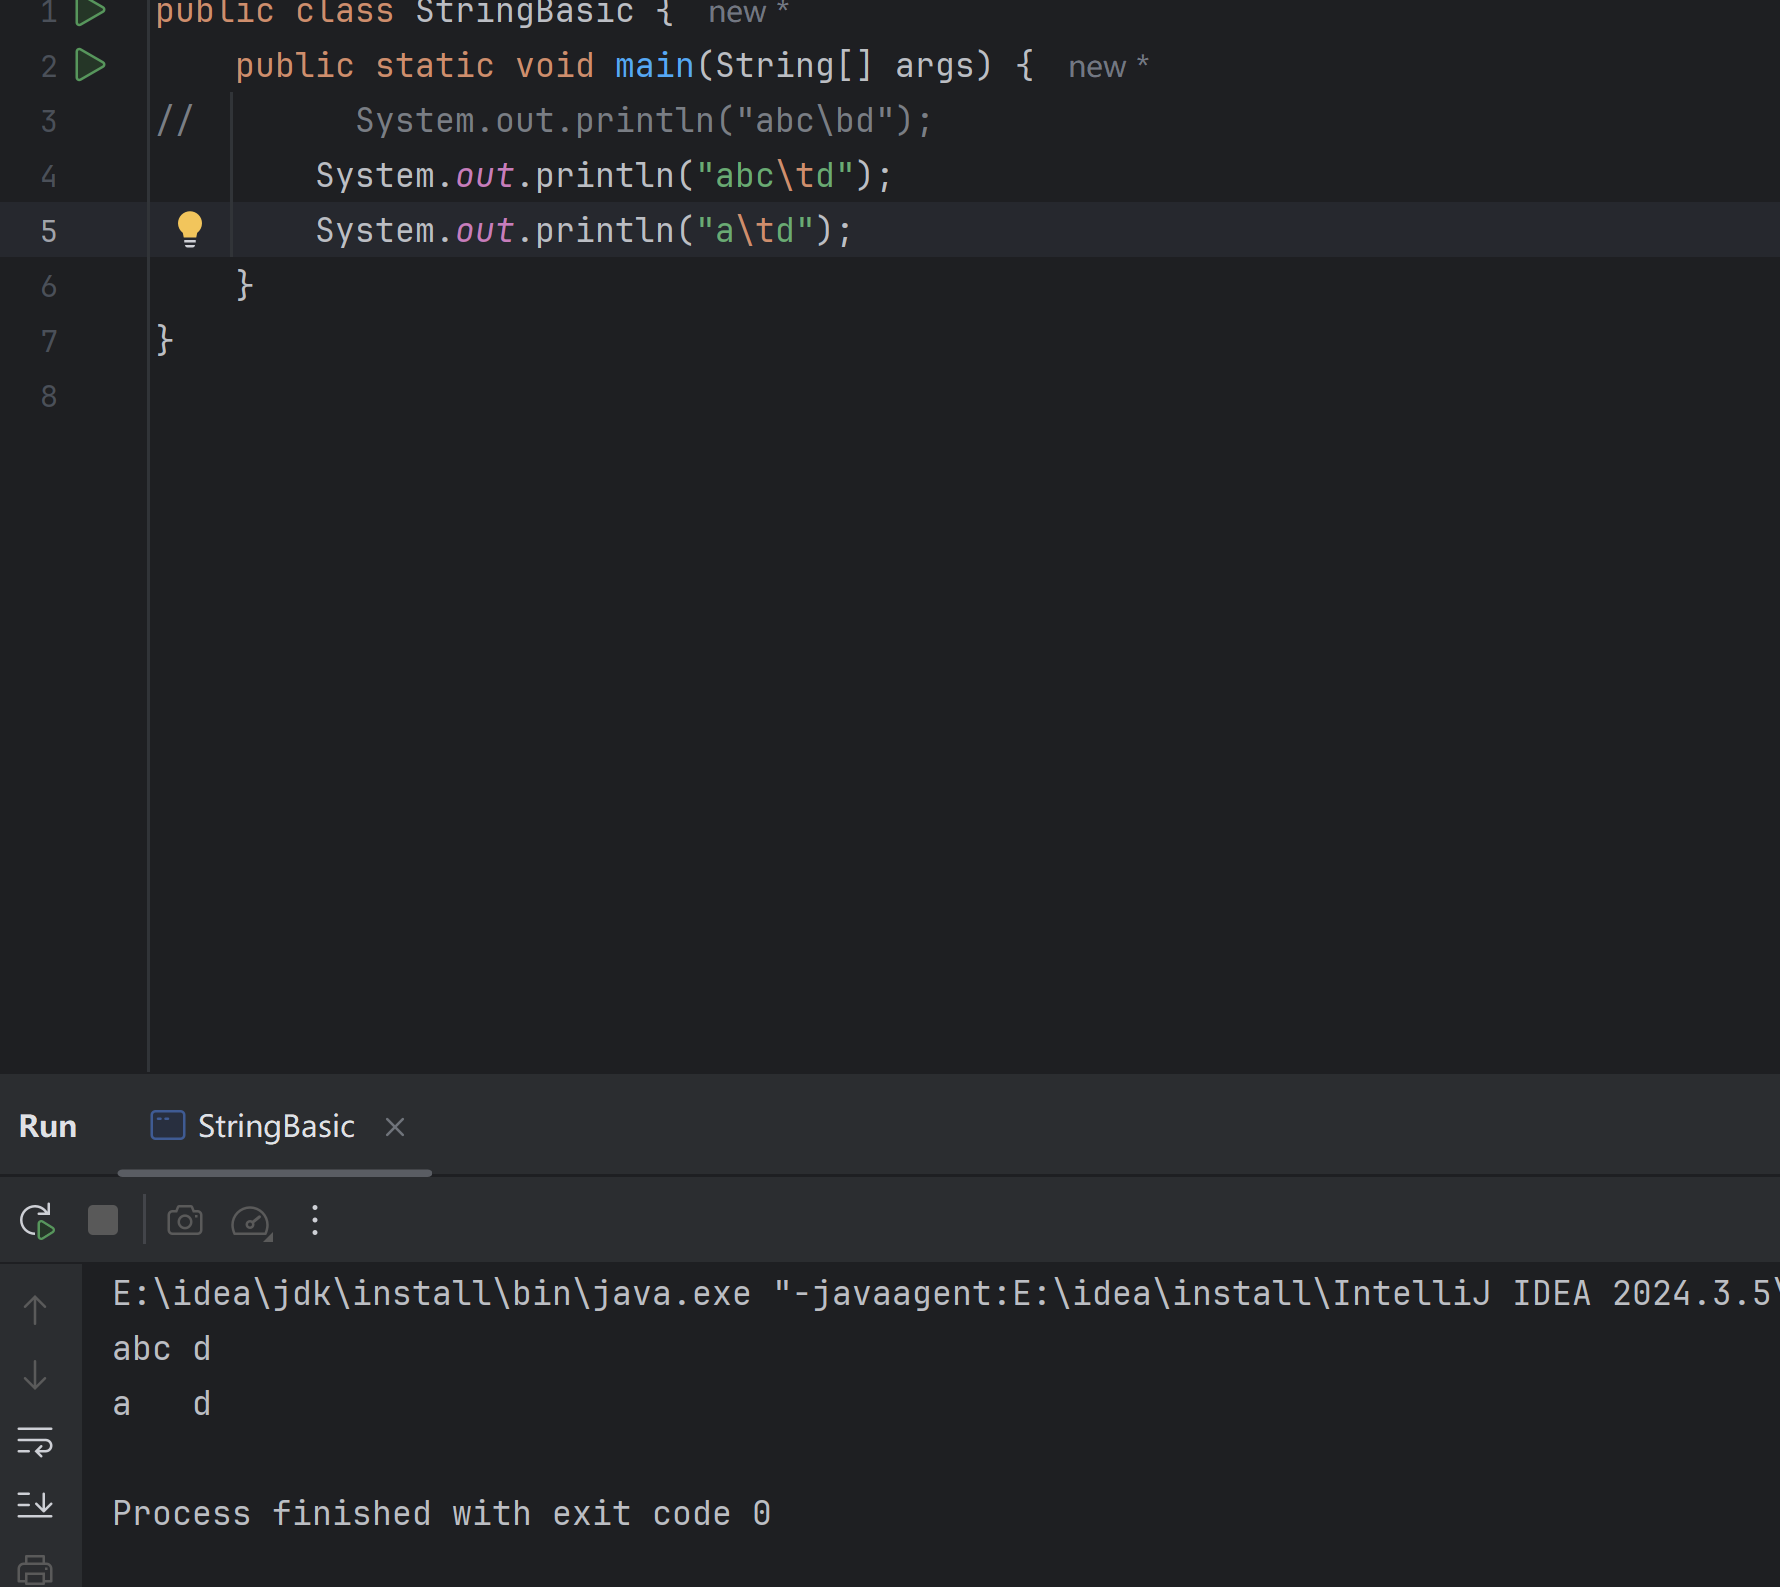 1 public class StringBasic { new *
2 public static void main(String[] args) { new *
3 // System.out.println("abc\bd");
4 System.out.println("abc\td");
5 System.out.println("a\td");
6 }
7 }
8
Run StringBasic
E:\idea\jdk\install\bin\java.exe "-javaagent:E:\idea\install\IntelliJ IDEA 2024.3.5\
abc d
a   d
Process finished with exit code 0